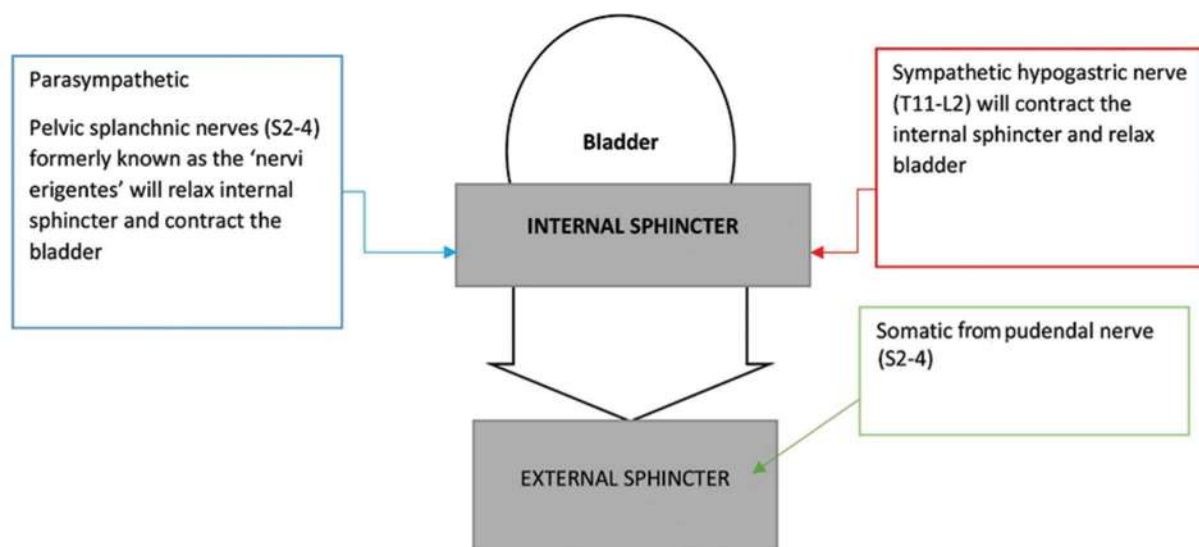 Parasympathetic
Pelvic splanchnic nerves (S2-4)
formerly known as the ‘nervi
erigentes’ will relax internal
sphincter and contract the
bladder
Bladder
INTERNAL SPHINCTER
Sympathetic hypogastric nerve
(T11-L2) will contract the
internal sphincter and relax
bladder
Somatic from pudendal nerve
(S2-4)
EXTERNAL SPHINCTER